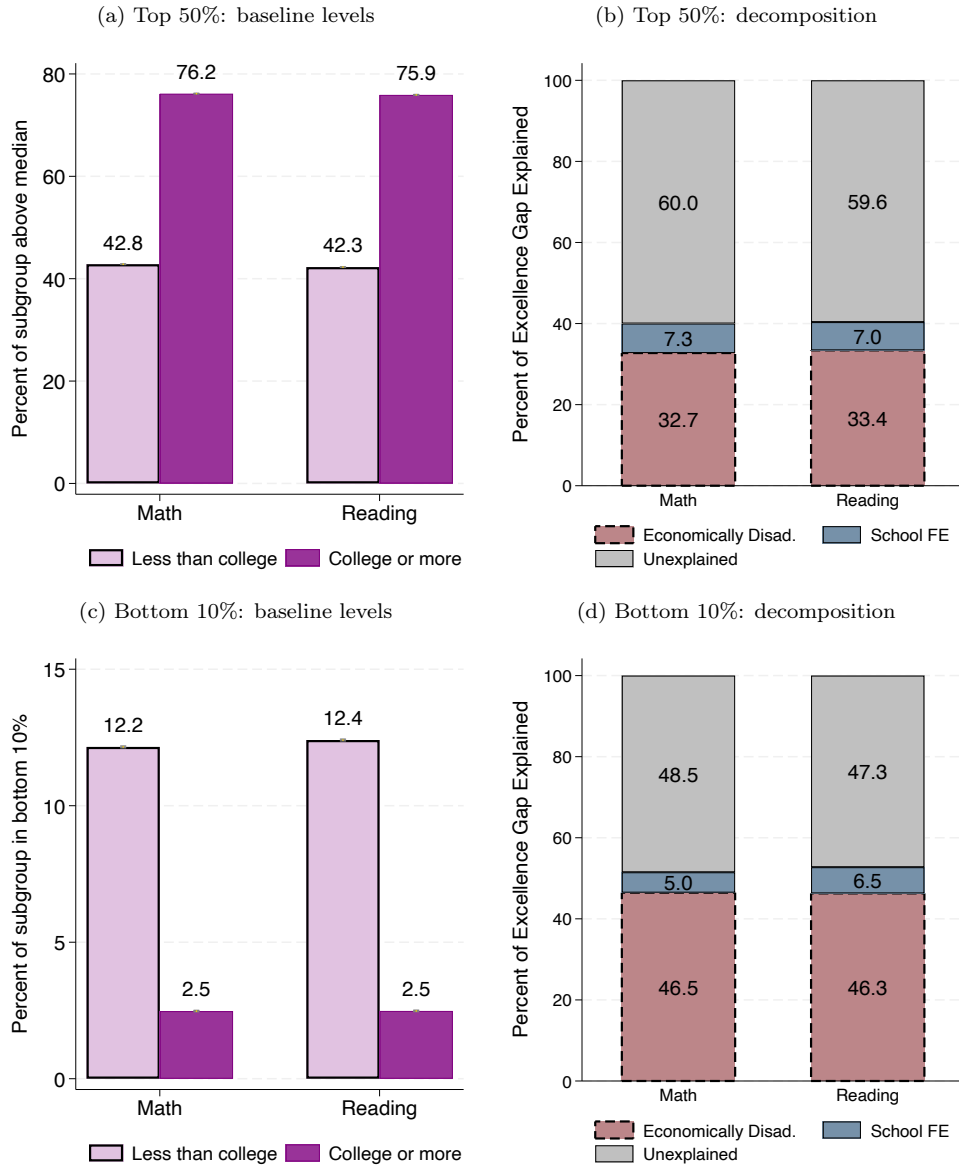 (a) Top 50%: baseline levels
Percent of subgroup above median
80
60
40
20
0
42.8
76.2
42.3
75.9
Math
Reading
Less than college
College or more
(b) Top 50%: decomposition
Percent of Excellence Gap Explained
100
80
60
40
20
0
60.0
7.3
32.7
59.6
7.0
33.4
Math
Reading
Economically Disad.
School FE
Unexplained
(c) Bottom 10%: baseline levels
Percent of subgroup in bottom 10%
15
10
5
0
12.2
2.5
12.4
2.5
Math
Reading
Less than college
College or more
(d) Bottom 10%: decomposition
Percent of Excellence Gap Explained
100
80
60
40
20
0
48.5
5.0
46.5
47.3
6.5
46.3
Math
Reading
Economically Disad.
School FE
Unexplained